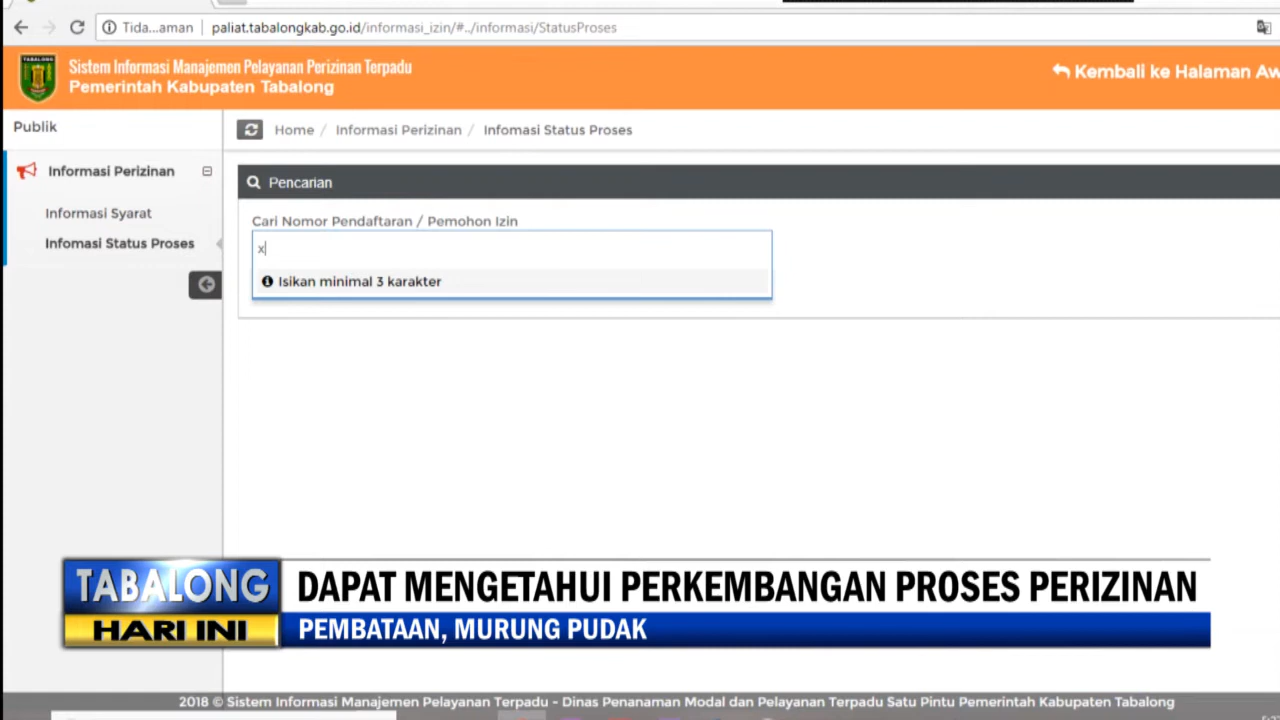 Tida...aman
paliat.tabalongkab.go.id/informasi_izin/#../informasi/StatusProses
TABALONG
Sistem Informasi Manajemen Pelayanan Perizinan Terpadu
Pemerintah Kabupaten Tabalong
Kembali ke Halaman Aw
Publik
Home / Informasi Perizinan / Infomasi Status Proses
Informasi Perizinan
Informasi Syarat
Infomasi Status Proses
Pencarian
Cari Nomor Pendaftaran / Pemohon Izin
x
Isikan minimal 3 karakter
TABALONG
HARI INI
DAPAT MENGETAHUI PERKEMBANGAN PROSES PERIZINAN
PEMBATAAN, MURUNG PUDAK
2018 © Sistem Informasi Manajemen Pelayanan Terpadu - Dinas Penanaman Modal dan Pelayanan Terpadu Satu Pintu Pemerintah Kabupaten Tabalong